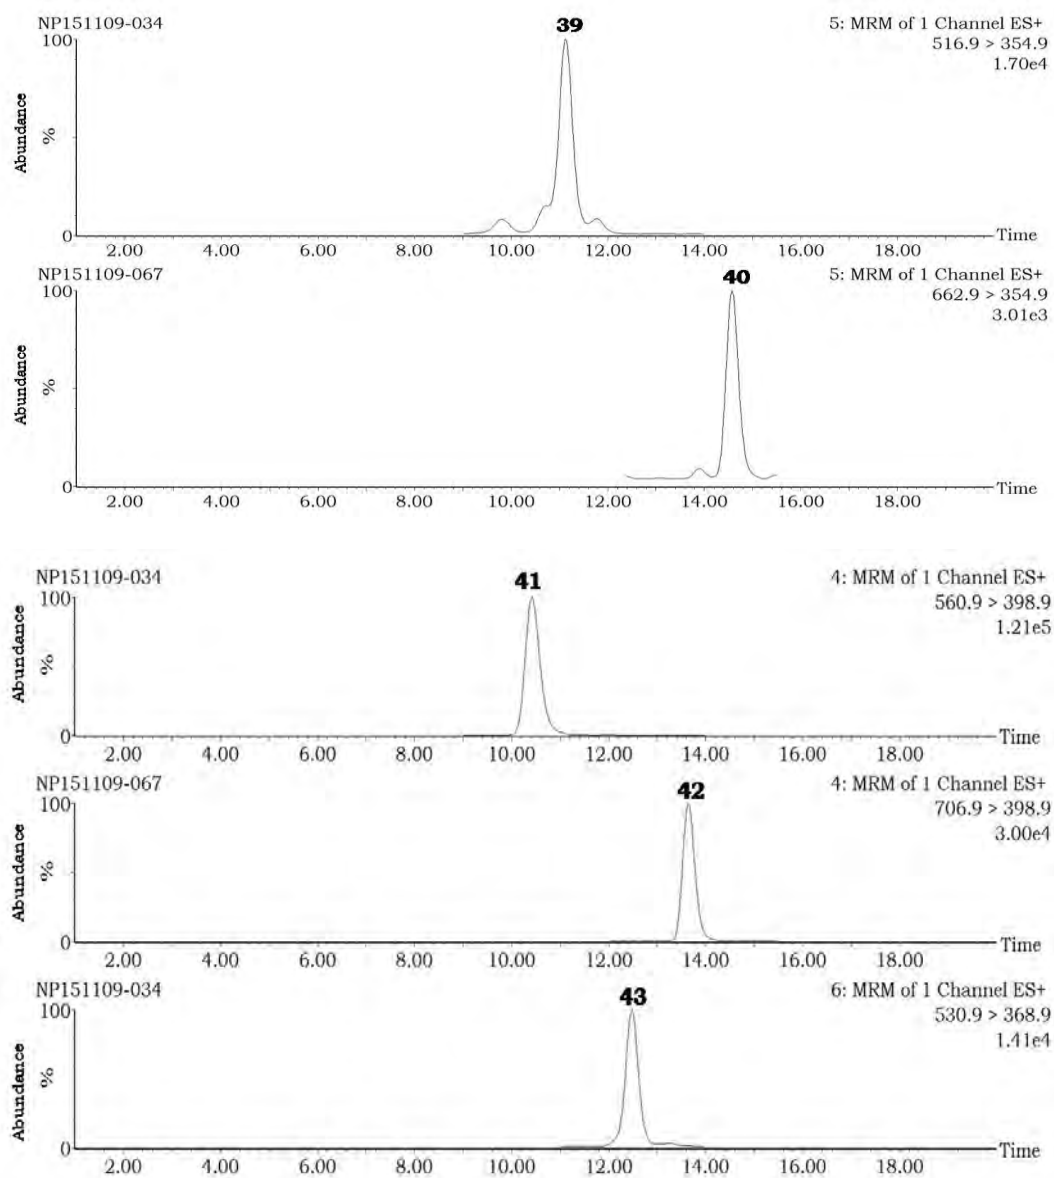 NP151109-034
39
5: MRM of 1 Channel ES+
516.9 > 354.9
1.70e4
100
Abundance
%
0
2.00 4.00 6.00 8.00 10.00 12.00 14.00 16.00 18.00
Time
NP151109-067
40
5: MRM of 1 Channel ES+
662.9 > 354.9
3.01e3
100
Abundance
%
0
2.00 4.00 6.00 8.00 10.00 12.00 14.00 16.00 18.00
Time
NP151109-034
41
4: MRM of 1 Channel ES+
560.9 > 398.9
1.21e5
100
Abundance
%
0
2.00 4.00 6.00 8.00 10.00 12.00 14.00 16.00 18.00
Time
NP151109-067
42
4: MRM of 1 Channel ES+
706.9 > 398.9
3.00e4
100
Abundance
%
0
2.00 4.00 6.00 8.00 10.00 12.00 14.00 16.00 18.00
Time
NP151109-034
43
6: MRM of 1 Channel ES+
530.9 > 368.9
1.41e4
100
Abundance
%
0
2.00 4.00 6.00 8.00 10.00 12.00 14.00 16.00 18.00
Time